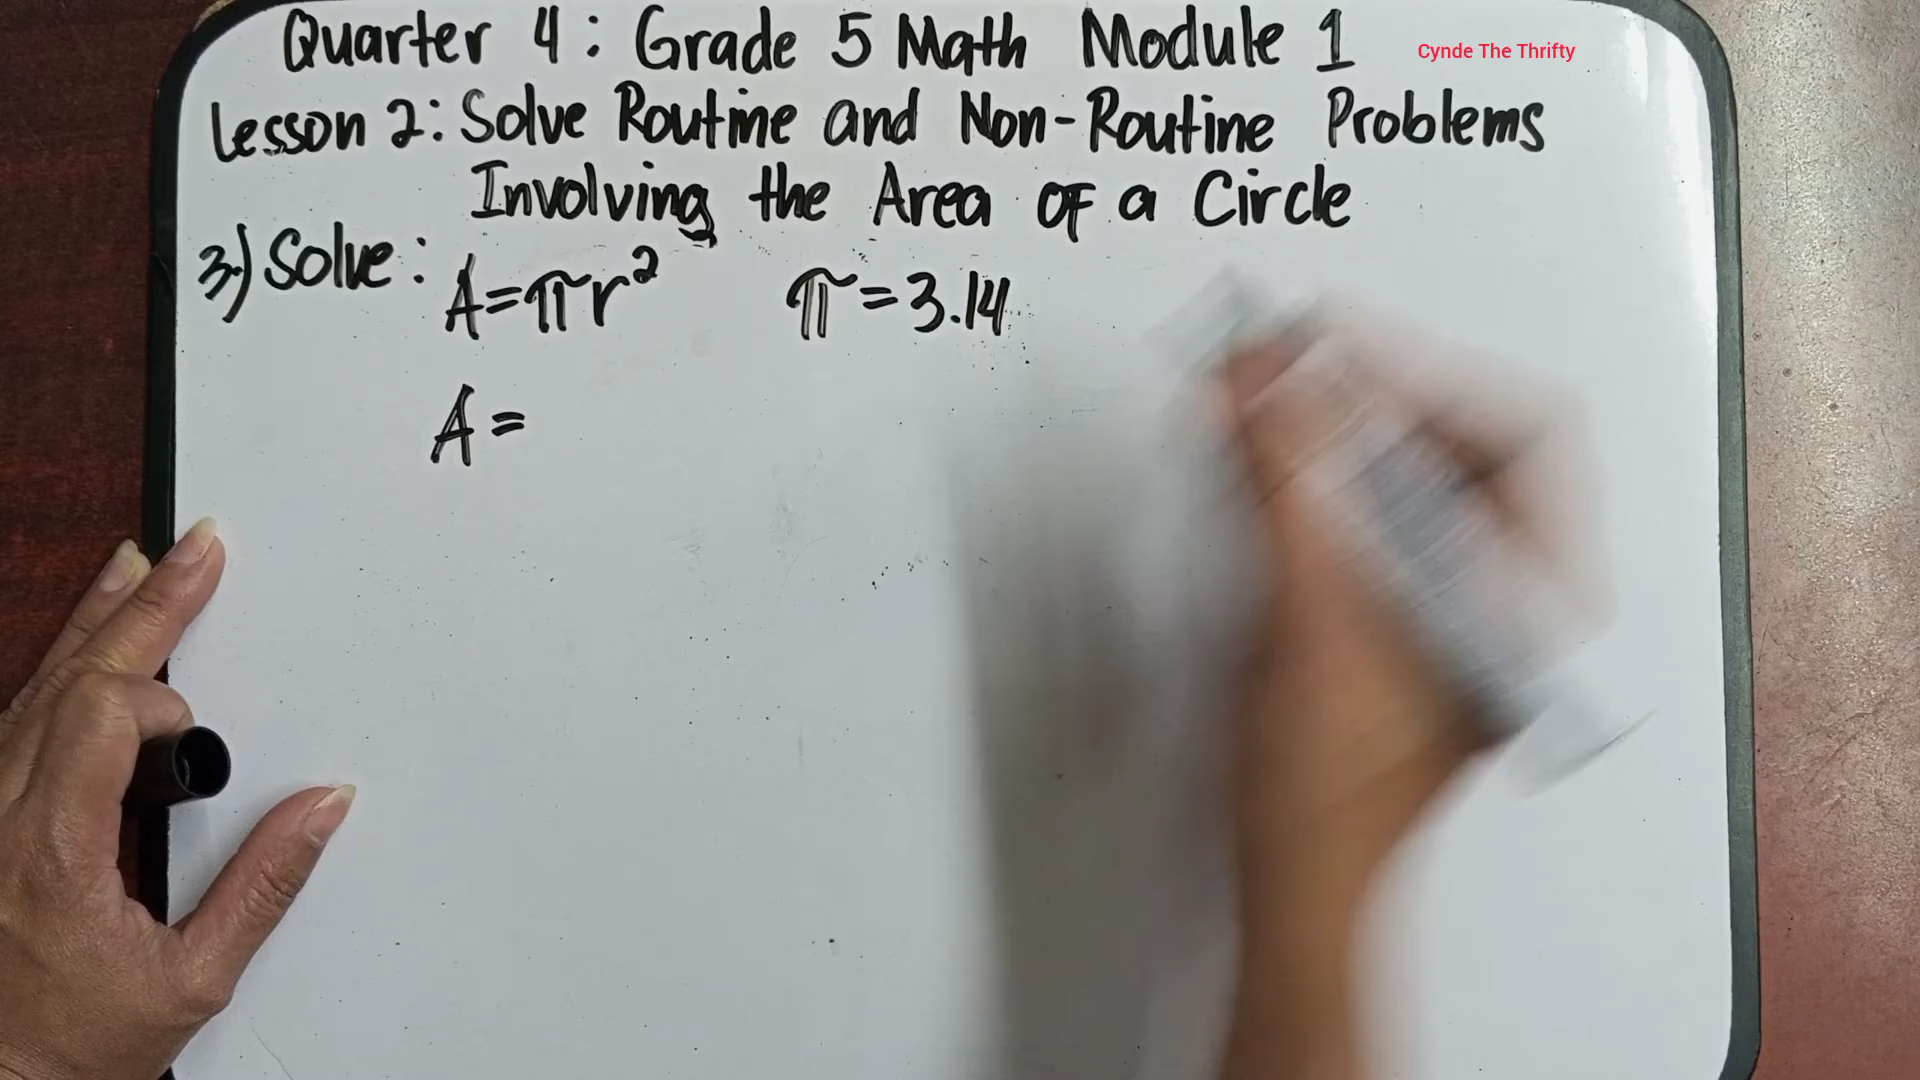 Quarter 4: Grade 5 Math Module 1
Cynde The Thrifty
Lesson 2: Solve Routine and Non-Routine Problems
Involving the Area of a Circle
3.) Solve: A=πr² π=3.14
A=